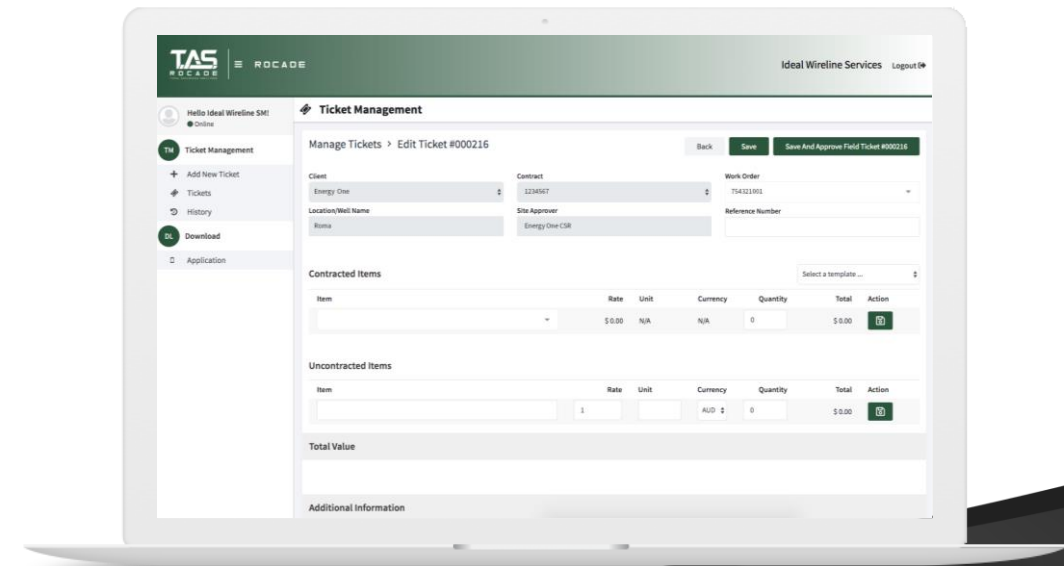 TAS
ROCADE
ROCADE
Ideal Wireline Services Logout
Hello Ideal Wireline SM!
Online
TM Ticket Management
Add New Ticket
Tickets
History
DL Download
Application
Ticket Management
Manage Tickets > Edit Ticket #000216
Back Save Save And Approve Field Ticket #000216
Client Contract Work Order
Energy One 1234567 754321001
Location/Well Name Site Approver Reference Number
Roma Energy One CSR
Contracted Items Select a template ...
Item Rate Unit Currency Quantity Total Action
$ 0.00 N/A N/A 0 $ 0.00
Uncontracted Items
Item Rate Unit Currency Quantity Total Action
1 AUD 0 $ 0.00
Total Value
Additional Information